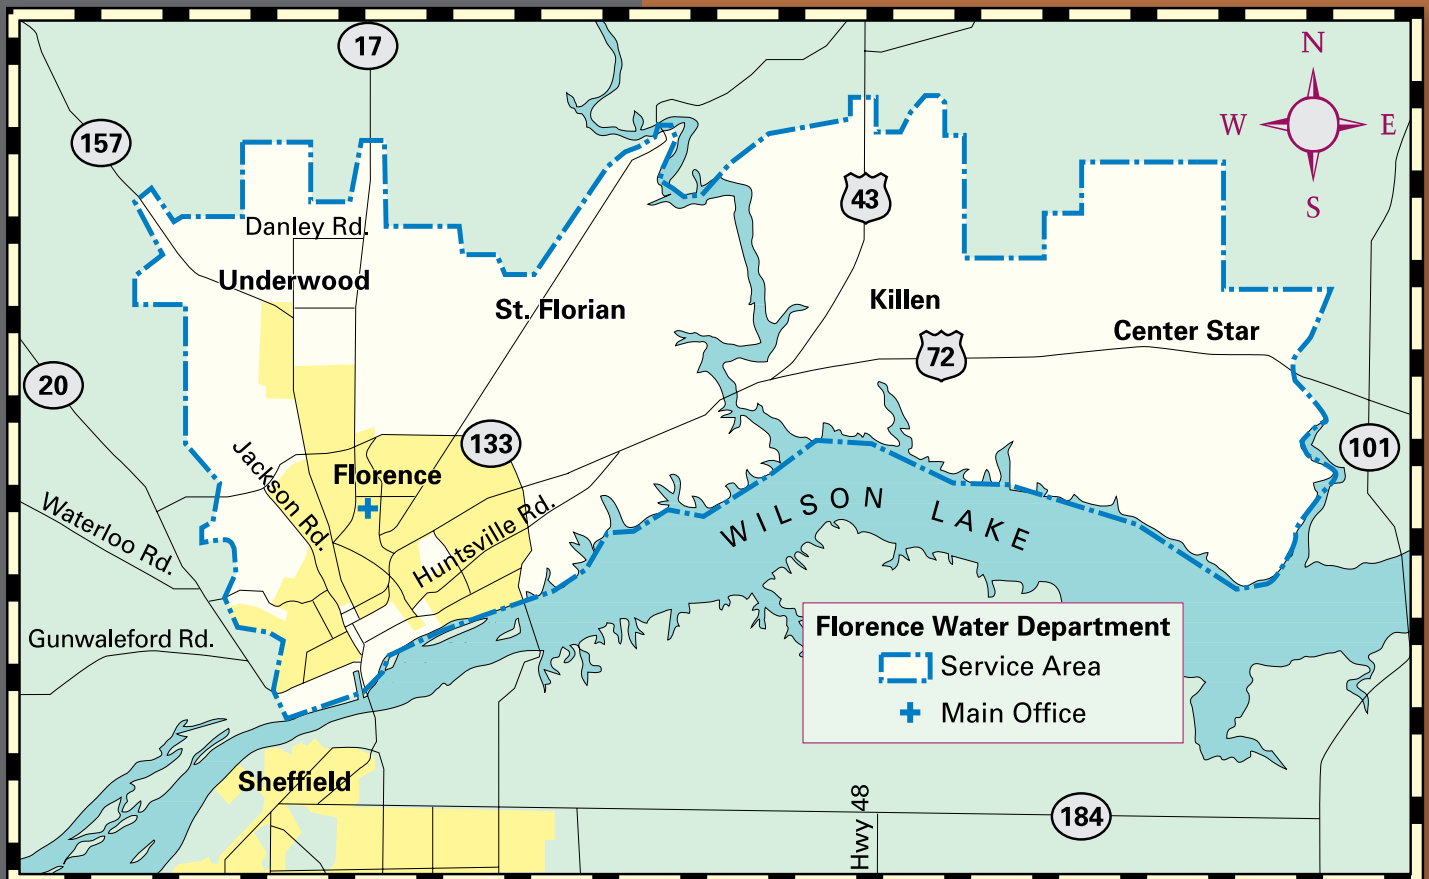 17
N
W
E
S
157
43
Danley Rd.
Underwood
St. Florian
Killen
Center Star
72
20
133
101
Jackson Rd.
Florence
Huntsville Rd.
Waterloo Rd.
WILSON LAKE
Gunwaleford Rd.
Florence Water Department
Service Area
Main Office
Sheffield
Hwy 48
184